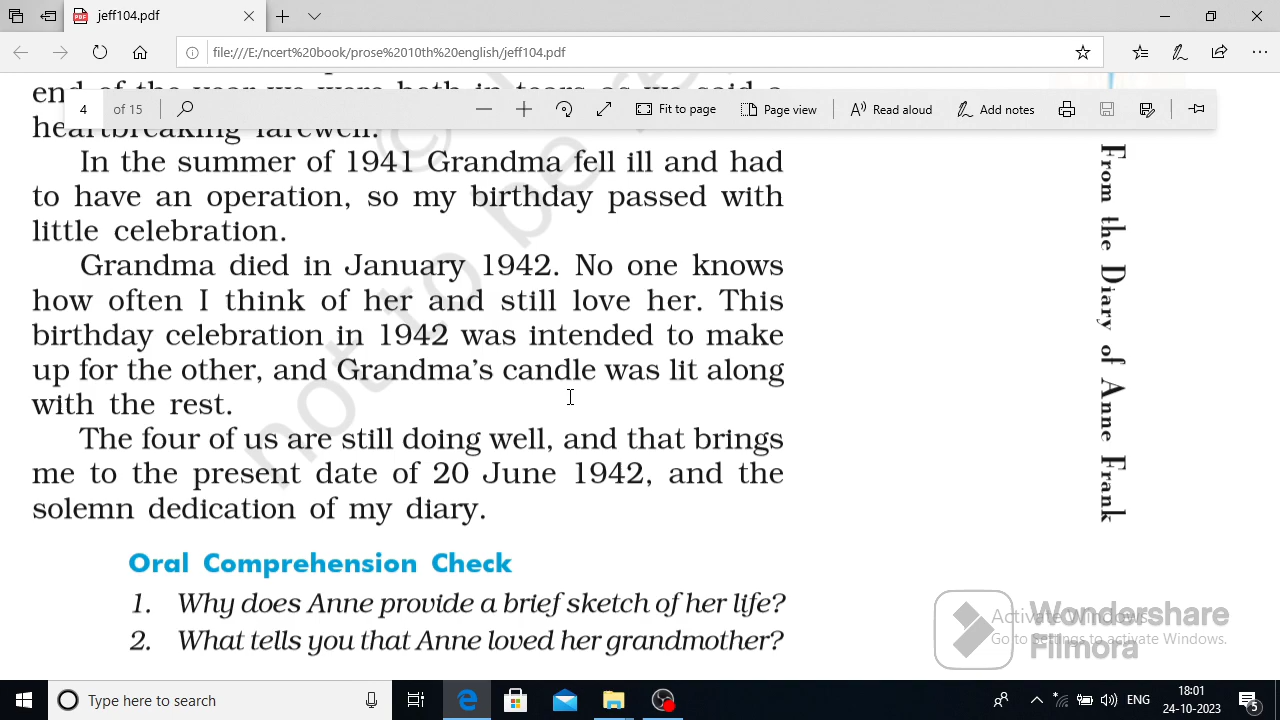 jeff104.pdf
file:///E:/ncert%20book/prose%2010th%20english/jeff104.pdf
4 of 15
Fit to page
Page view
Read aloud
Add notes
heartbreaking farewell.
In the summer of 1941 Grandma fell ill and had
to have an operation, so my birthday passed with
little celebration.
Grandma died in January 1942. No one knows
how often I think of her and still love her. This
birthday celebration in 1942 was intended to make
up for the other, and Grandma's candle was lit along
with the rest.
The four of us are still doing well, and that brings
me to the present date of 20 June 1942, and the
solemn dedication of my diary.
Oral Comprehension Check
1. Why does Anne provide a brief sketch of her life?
2. What tells you that Anne loved her grandmother?
From the Diary of Anne Frank
not to be re
©
Wondershare
Filmora
Activate Windows
Go to Settings to activate Windows.
Type here to search
ENG
18:01
24-10-2023
5